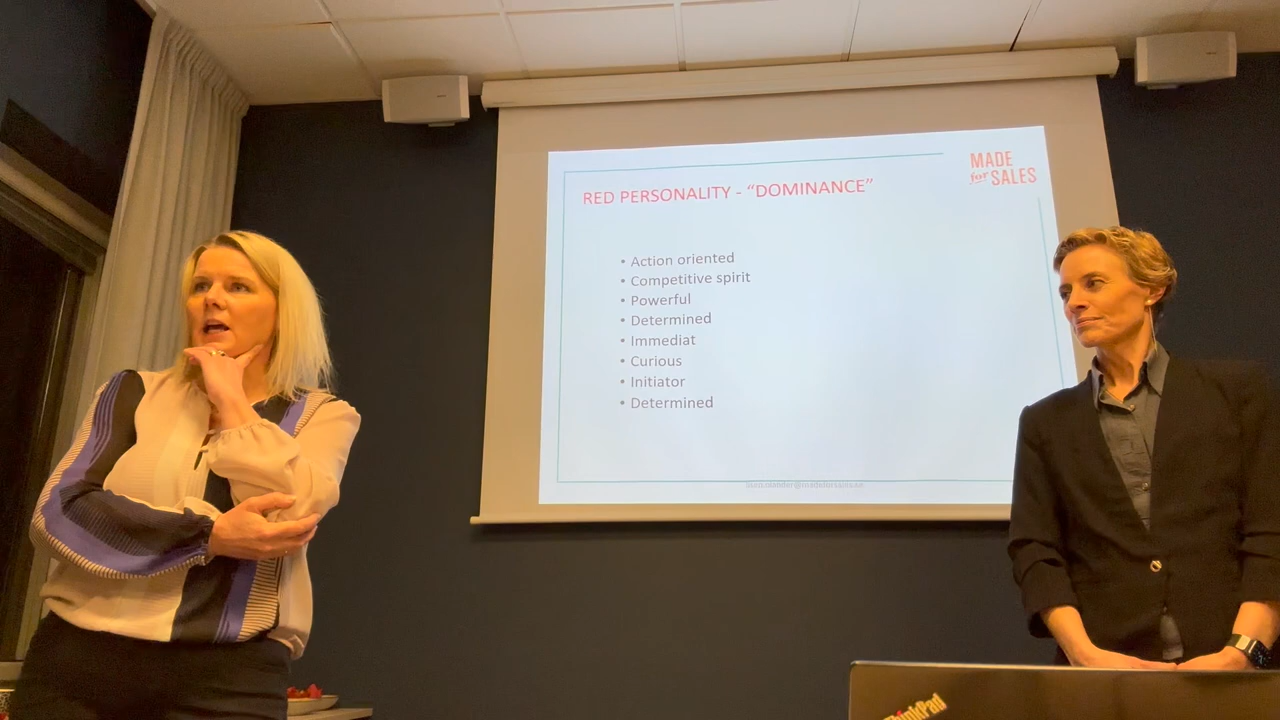 MADE
for SALES
RED PERSONALITY - “DOMINANCE”
• Action oriented
• Competitive spirit
• Powerful
• Determined
• Immediat
• Curious
• Initiator
• Determined
ThinkPad